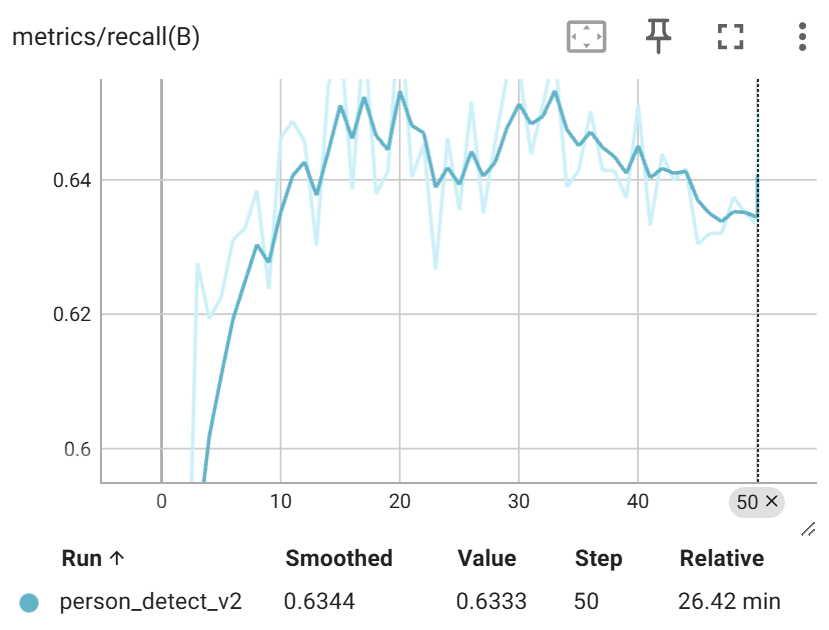 metrics/recall(B)
0.64
0.62
0.6
0 10 20 30 40 50 ×
Run ↑ Smoothed Value Step Relative
person_detect_v2 0.6344 0.6333 50 26.42 min